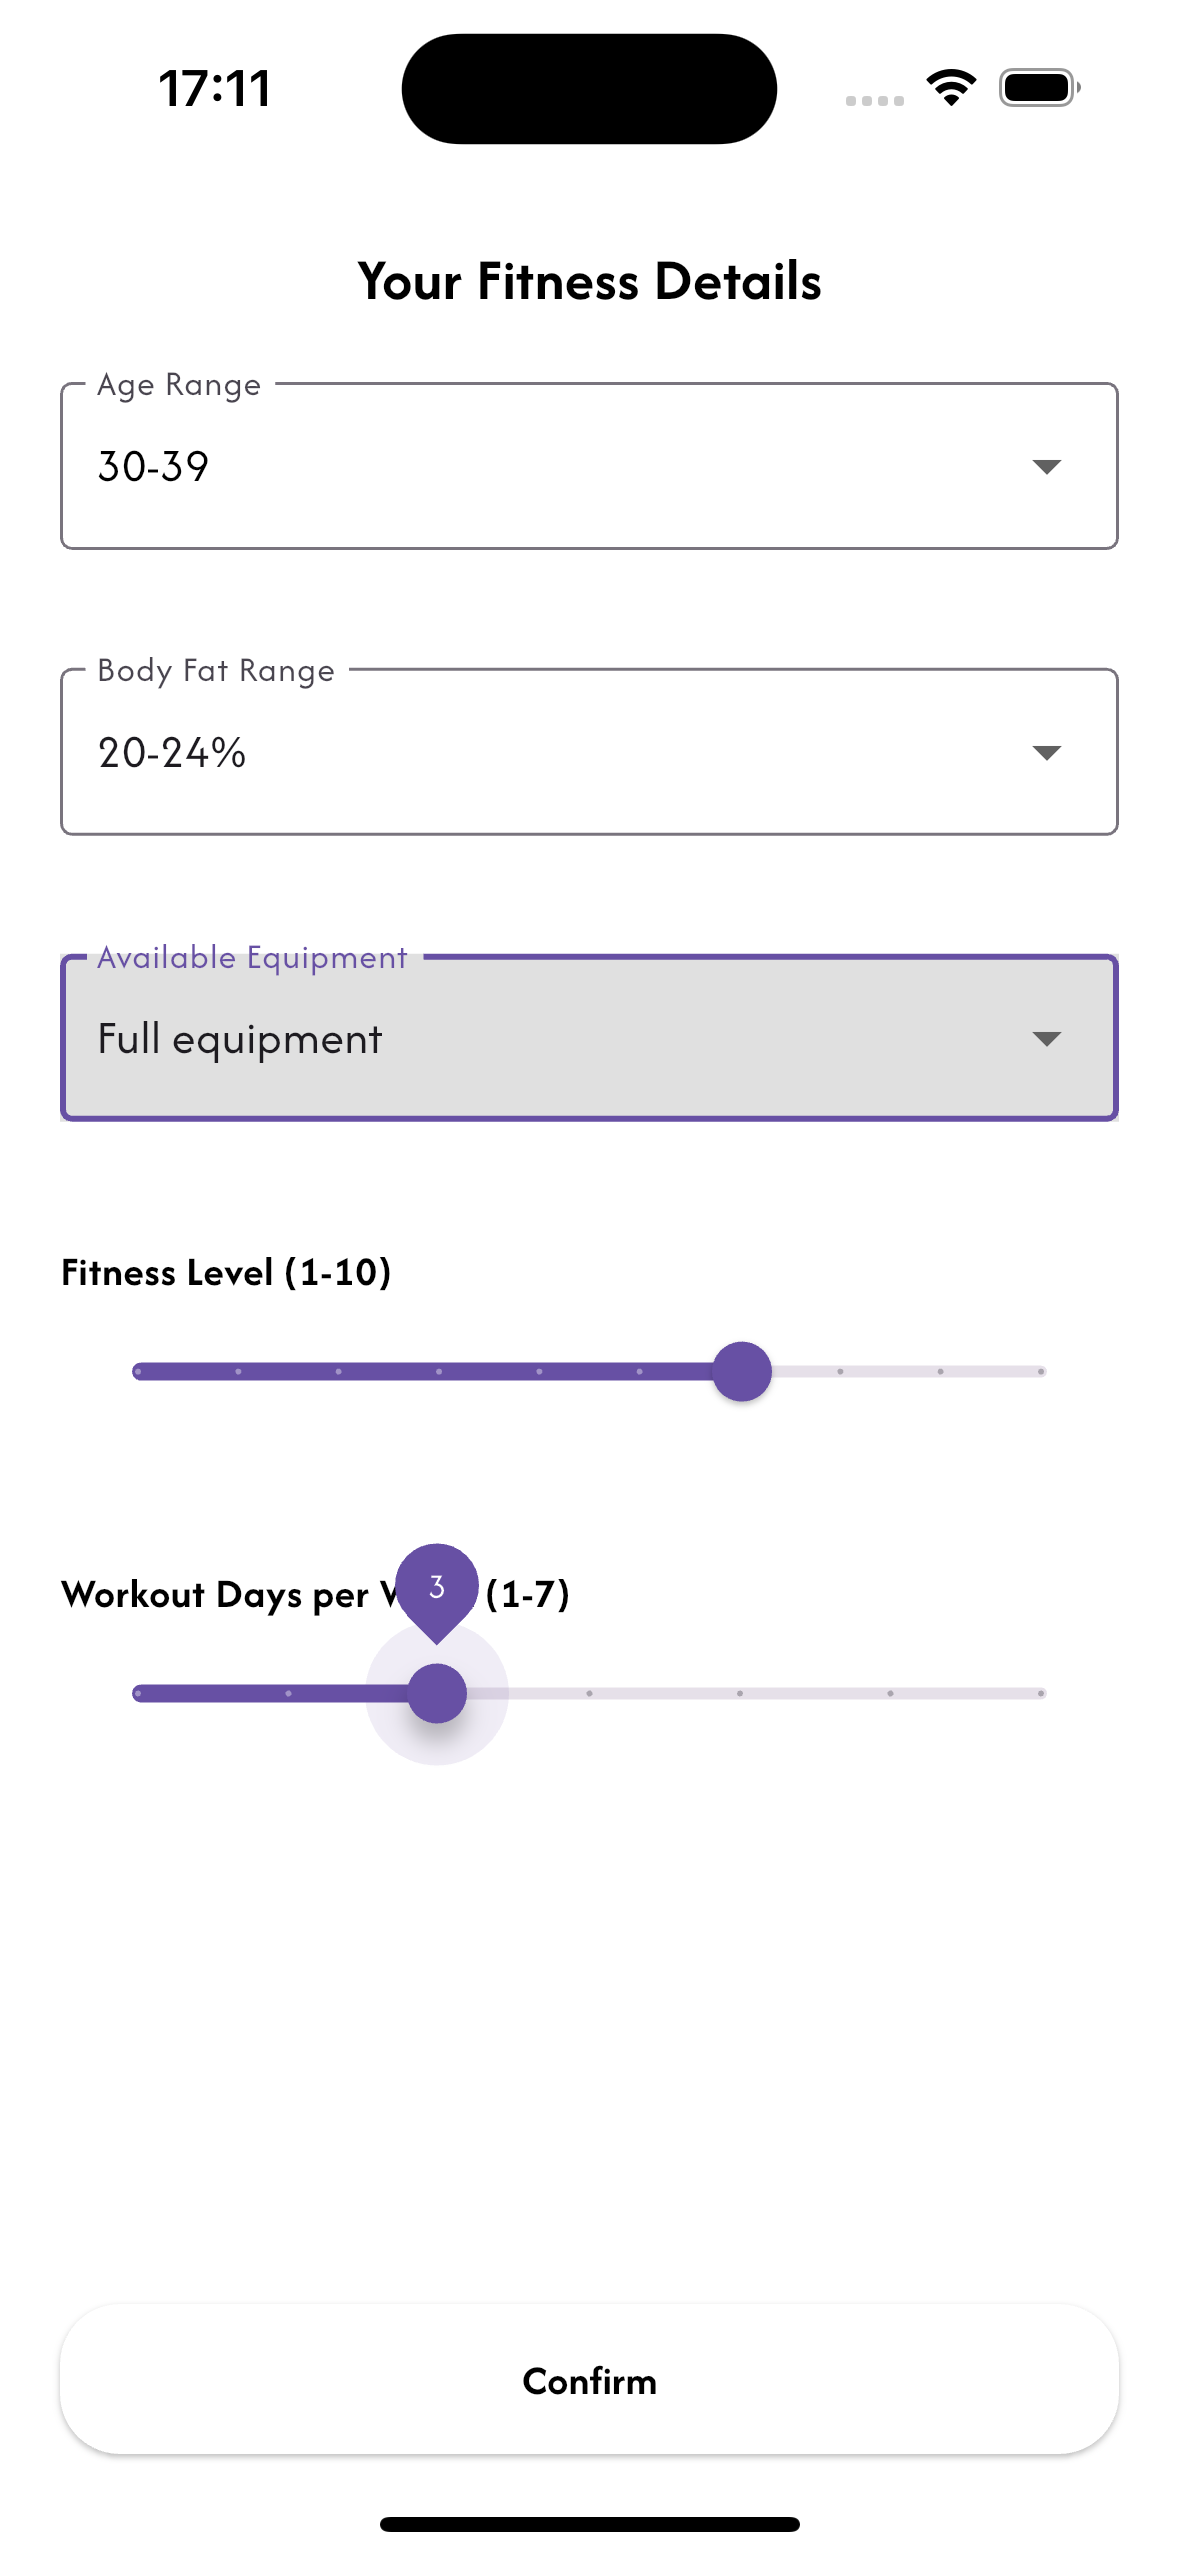 17:11
Your Fitness Details
Age Range
30-39
Body Fat Range
20-24%
Available Equipment
Full equipment
Fitness Level (1-10)
3
Workout Days per (1-7)
Confirm